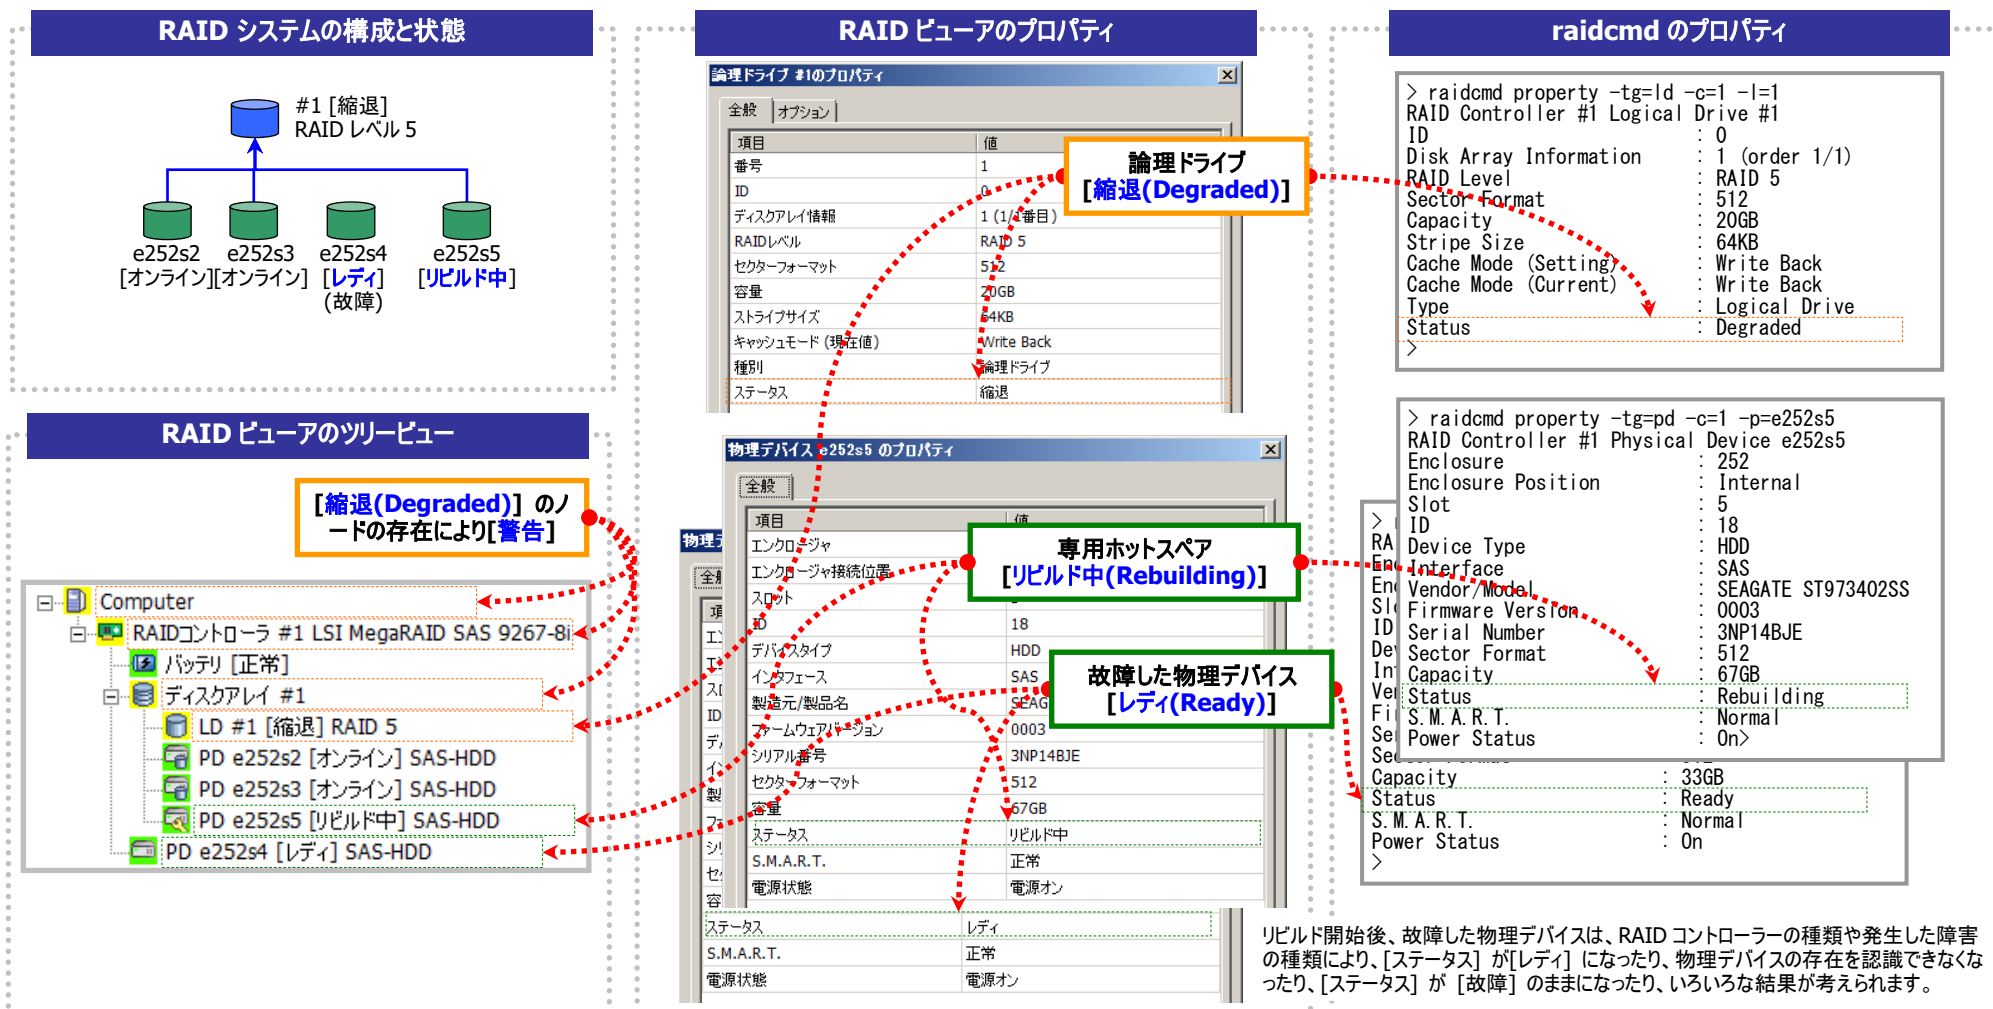 RAID システムの構成と状態
#1 [縮退]
RAID レベル 5
e252s2
[オンライン]
e252s3
[オンライン]
e252s4
[レディ]
(故障)
e252s5
[リビルド中]
RAID ビューアのツリービュー
[縮退(Degraded)] のノ
ードの存在により[警告]
Computer
RAIDコントローラ #1 LSI MegaRAID SAS 9267-8i
バッテリ [正常]
ディスクアレイ #1
LD #1 [縮退] RAID 5
PD e252s2 [オンライン] SAS-HDD
PD e252s3 [オンライン] SAS-HDD
PD e252s5 [リビルド中] SAS-HDD
PD e252s4 [レディ] SAS-HDD
RAID ビューアのプロパティ
論理ドライブ #1のプロパティ
全般 オプション
項目 値
番号 1
ID 0
ディスクアレイ情報 1 (1/1番目)
RAIDレベル RAID 5
セクターフォーマット 512
容量 20GB
ストライプサイズ 64KB
キャッシュモード (現在値) Write Back
種別 論理ドライブ
ステータス 縮退
論理ドライブ
[縮退(Degraded)]
物理デバイス e252s5 のプロパティ
全般
項目 値
エンクロージャ
エンクロージャ接続位置
スロット
ID 18
デバイスタイプ HDD
インタフェース SAS
製造元/製品名 SEAG
ファームウェアバージョン 0003
シリアル番号 3NP14BJE
セクターフォーマット 512
容量 67GB
ステータス リビルド中
S.M.A.R.T. 正常
電源状態 電源オン
専用ホットスペア
[リビルド中(Rebuilding)]
故障した物理デバイス
[レディ(Ready)]
ステータス レディ
S.M.A.R.T. 正常
電源状態 電源オン
raidcmd のプロパティ
> raidcmd property -tg=ld -c=1 -l=1
RAID Controller #1 Logical Drive #1
ID : 0
Disk Array Information : 1 (order 1/1)
RAID Level : RAID 5
Sector Format : 512
Capacity : 20GB
Stripe Size : 64KB
Cache Mode (Setting) : Write Back
Cache Mode (Current) : Write Back
Type : Logical Drive
Status : Degraded
>
> raidcmd property -tg=pd -c=1 -p=e252s5
RAID Controller #1 Physical Device e252s5
Enclosure : 252
Enclosure Position : Internal
Slot : 5
ID : 18
Device Type : HDD
Interface : SAS
Vendor/Model : SEAGATE ST973402SS
Firmware Version : 0003
Serial Number : 3NP14BJE
Sector Format : 512
Capacity : 67GB
Status : Rebuilding
S.M.A.R.T. : Normal
Power Status : On>
Capacity : 33GB
Status : Ready
S.M.A.R.T. : Normal
Power Status : On
>
リビルド開始後、故障した物理デバイスは、RAID コントローラーの種類や発生した障害
の種類により、[ステータス] が[レディ] になったり、物理デバイスの存在を認識できなくな
ったり、[ステータス] が [故障] のままになったり、いろいろな結果が考えられます。